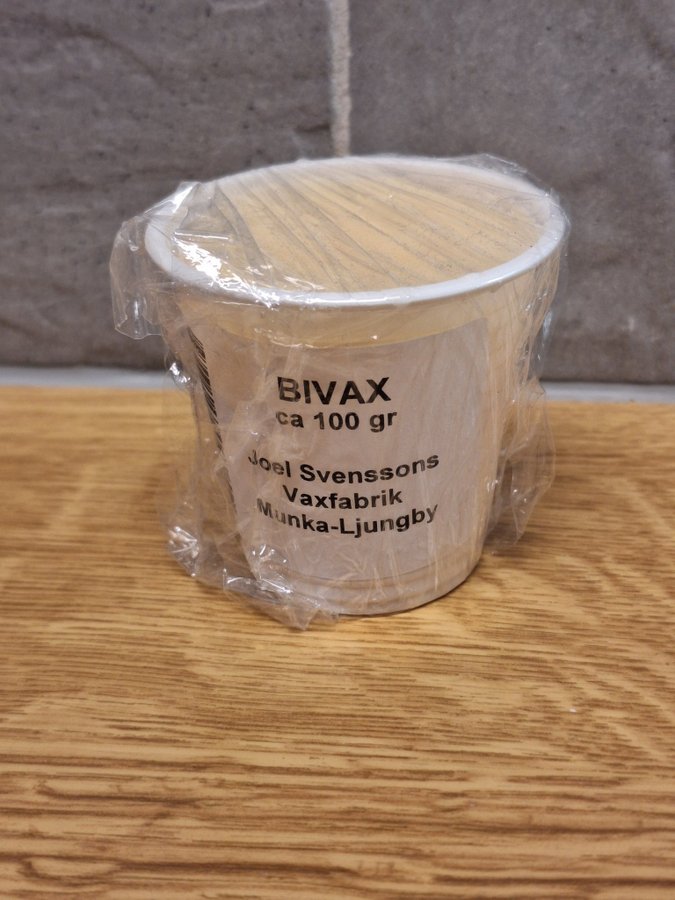 BIVAX
ca 100 gr
Joel Svenssons
Vaxfabrik
Munka-Ljungby